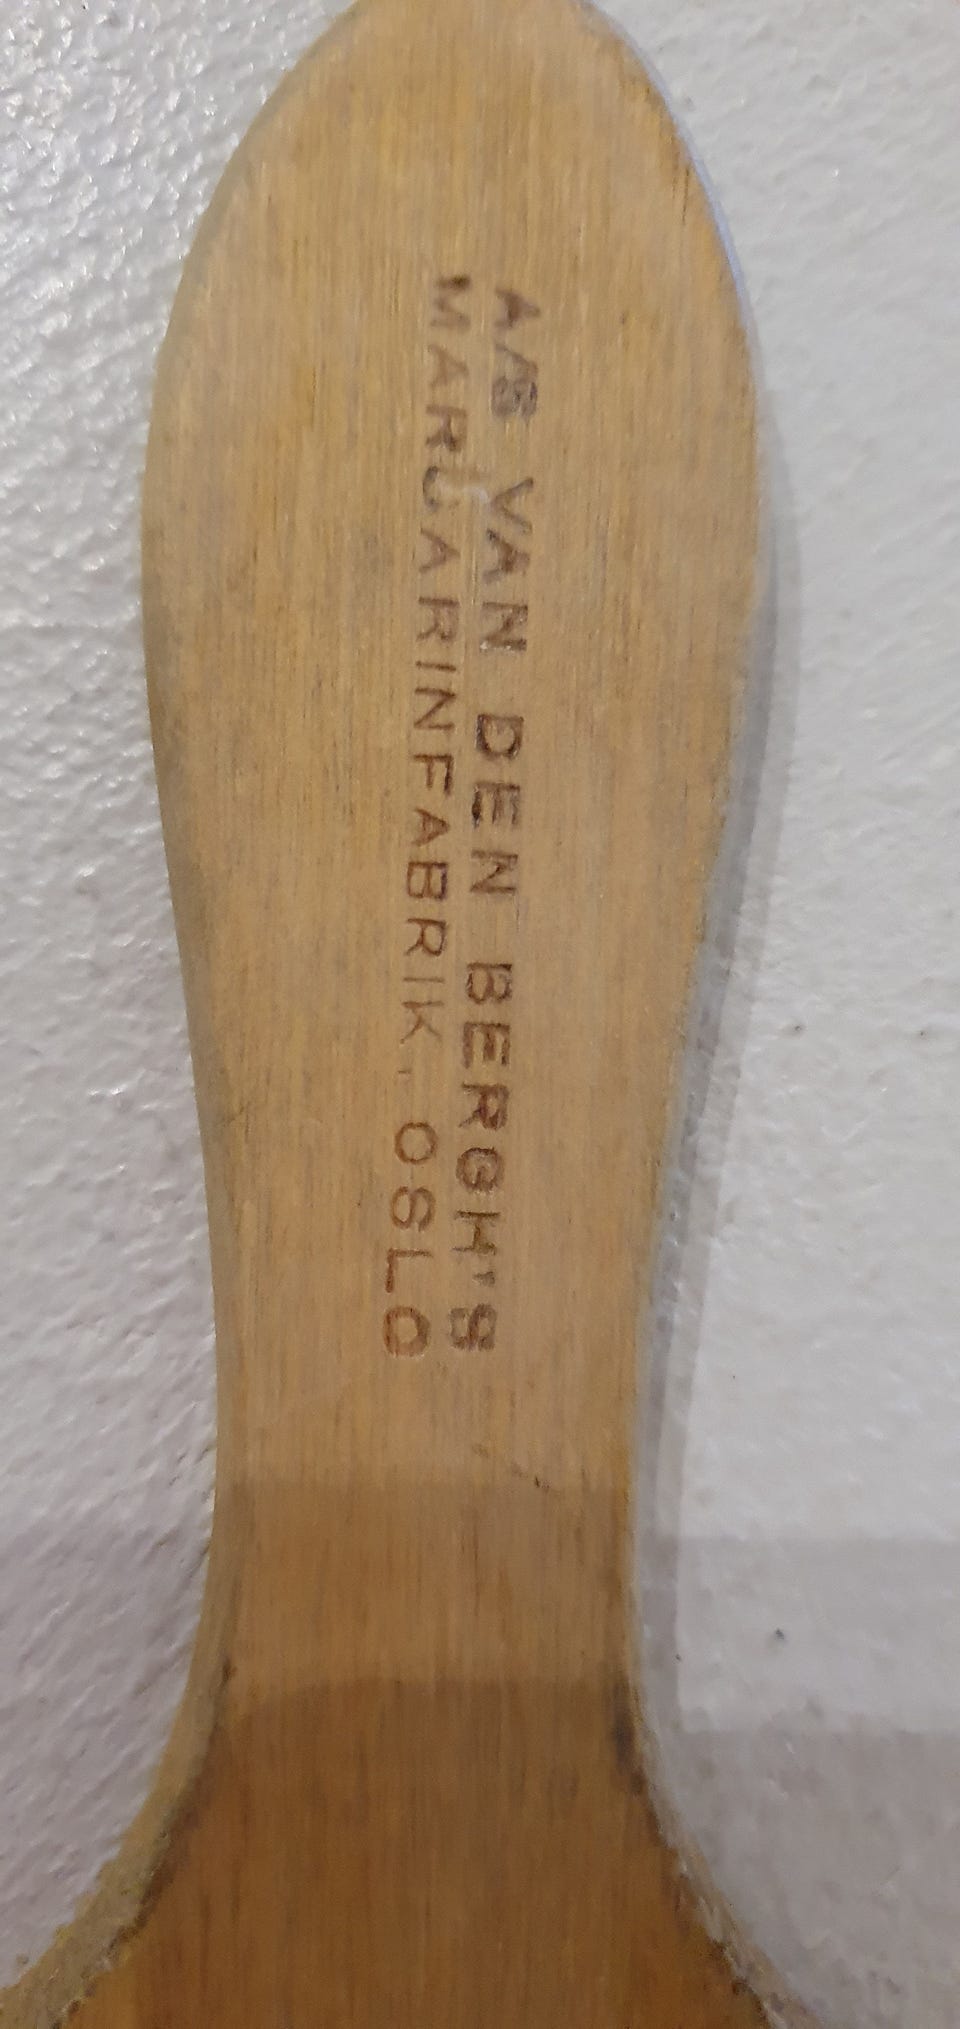 A/S VAN DEN BERGH'S
MARGARINFABRIK, OSLO